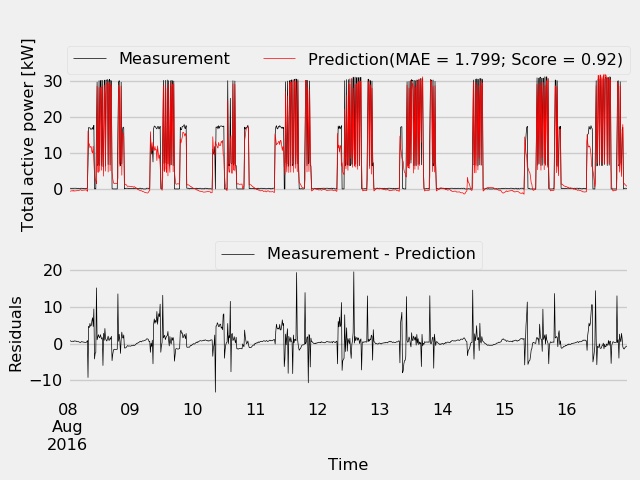 Measurement
Prediction(MAE = 1.799; Score = 0.92)
Total active power [kW]
30
20
10
0
Measurement - Prediction
Residuals
20
10
0
−10
08 09 10 11 12 13 14 15 16
Aug
2016
Time